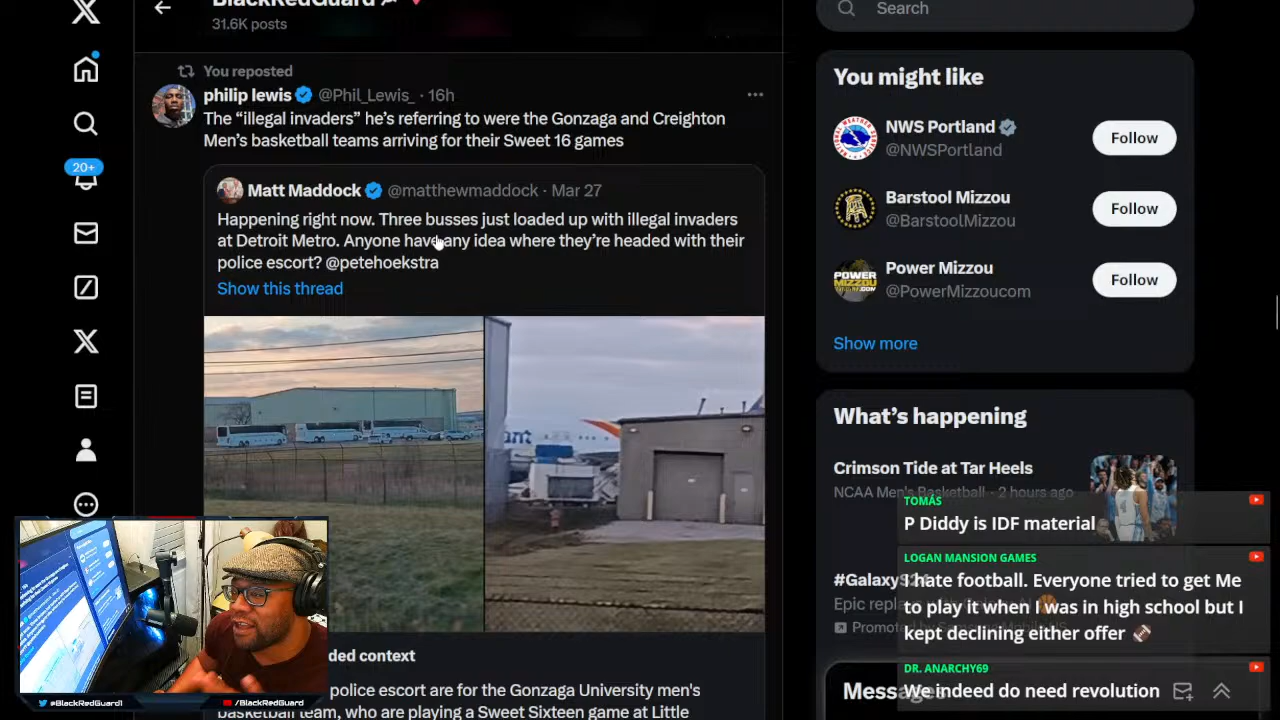 BlackRedGuard
31.6K posts
You reposted
philip lewis @Phil_Lewis_ · 16h
The “illegal invaders” he’s referring to were the Gonzaga and Creighton
Men’s basketball teams arriving for their Sweet 16 games
Matt Maddock @matthewmaddock · Mar 27
Happening right now. Three busses just loaded up with illegal invaders
at Detroit Metro. Anyone have any idea where they’re headed with their
police escort? @petehoekstra
Show this thread
ded context
police escort are for the Gonzaga University men's
basketball team, who are playing a Sweet Sixteen game at Little
20+
@BlackRedGuard1
/BlackRedGuard
Search
You might like
NWS Portland
@NWSPortland
Follow
Barstool Mizzou
@BarstoolMizzou
Follow
Power Mizzou
@PowerMizzoucom
Follow
Show more
What’s happening
Crimson Tide at Tar Heels
NCAA Men's Basketball · 2 hours ago
#Galaxy
Epic
Promoted
TOMÁS
P Diddy is IDF material
LOGAN MANSION GAMES
I hate football. Everyone tried to get Me
to play it when I was in high school but I
kept declining either offer
DR. ANARCHY69
We indeed do need revolution
Messages